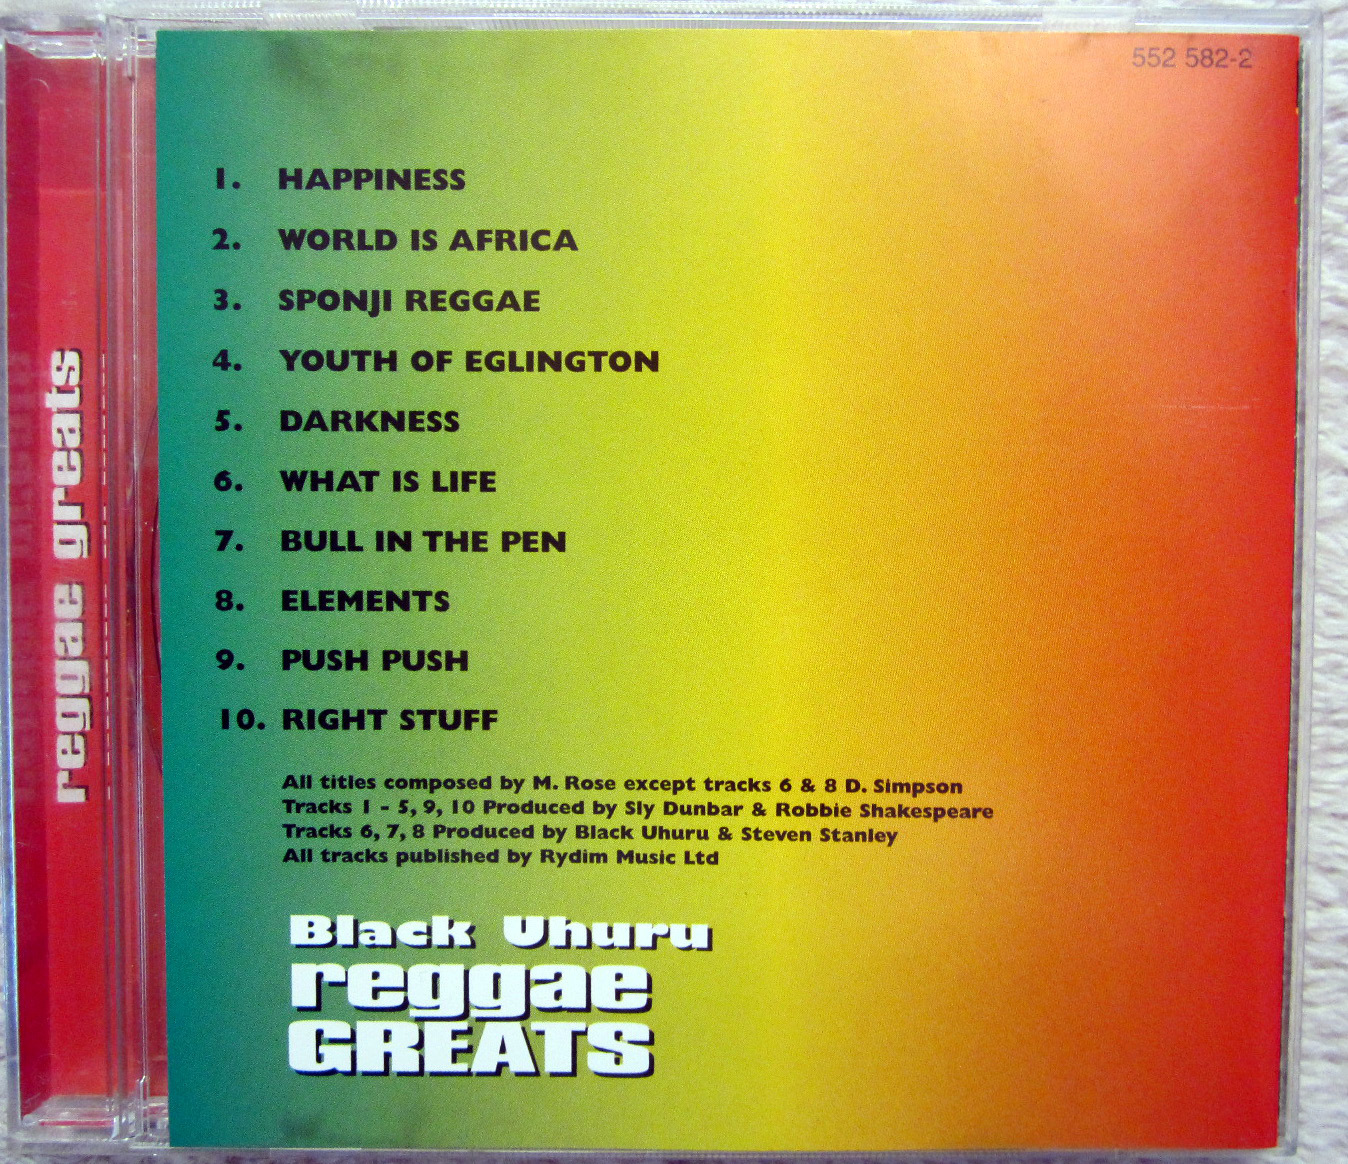 552 582-2
1. HAPPINESS
2. WORLD IS AFRICA
3. SPONJI REGGAE
4. YOUTH OF EGLINGTON
5. DARKNESS
6. WHAT IS LIFE
7. BULL IN THE PEN
8. ELEMENTS
9. PUSH PUSH
10. RIGHT STUFF
All titles composed by M. Rose except tracks 6 & 8 D. Simpson
Tracks 1 - 5, 9, 10 Produced by Sly Dunbar & Robbie Shakespeare
Tracks 6, 7, 8 Produced by Black Uhuru & Steven Stanley
All tracks published by Rydim Music Ltd
Black Uhuru
reggae
GREATS
reggae greats